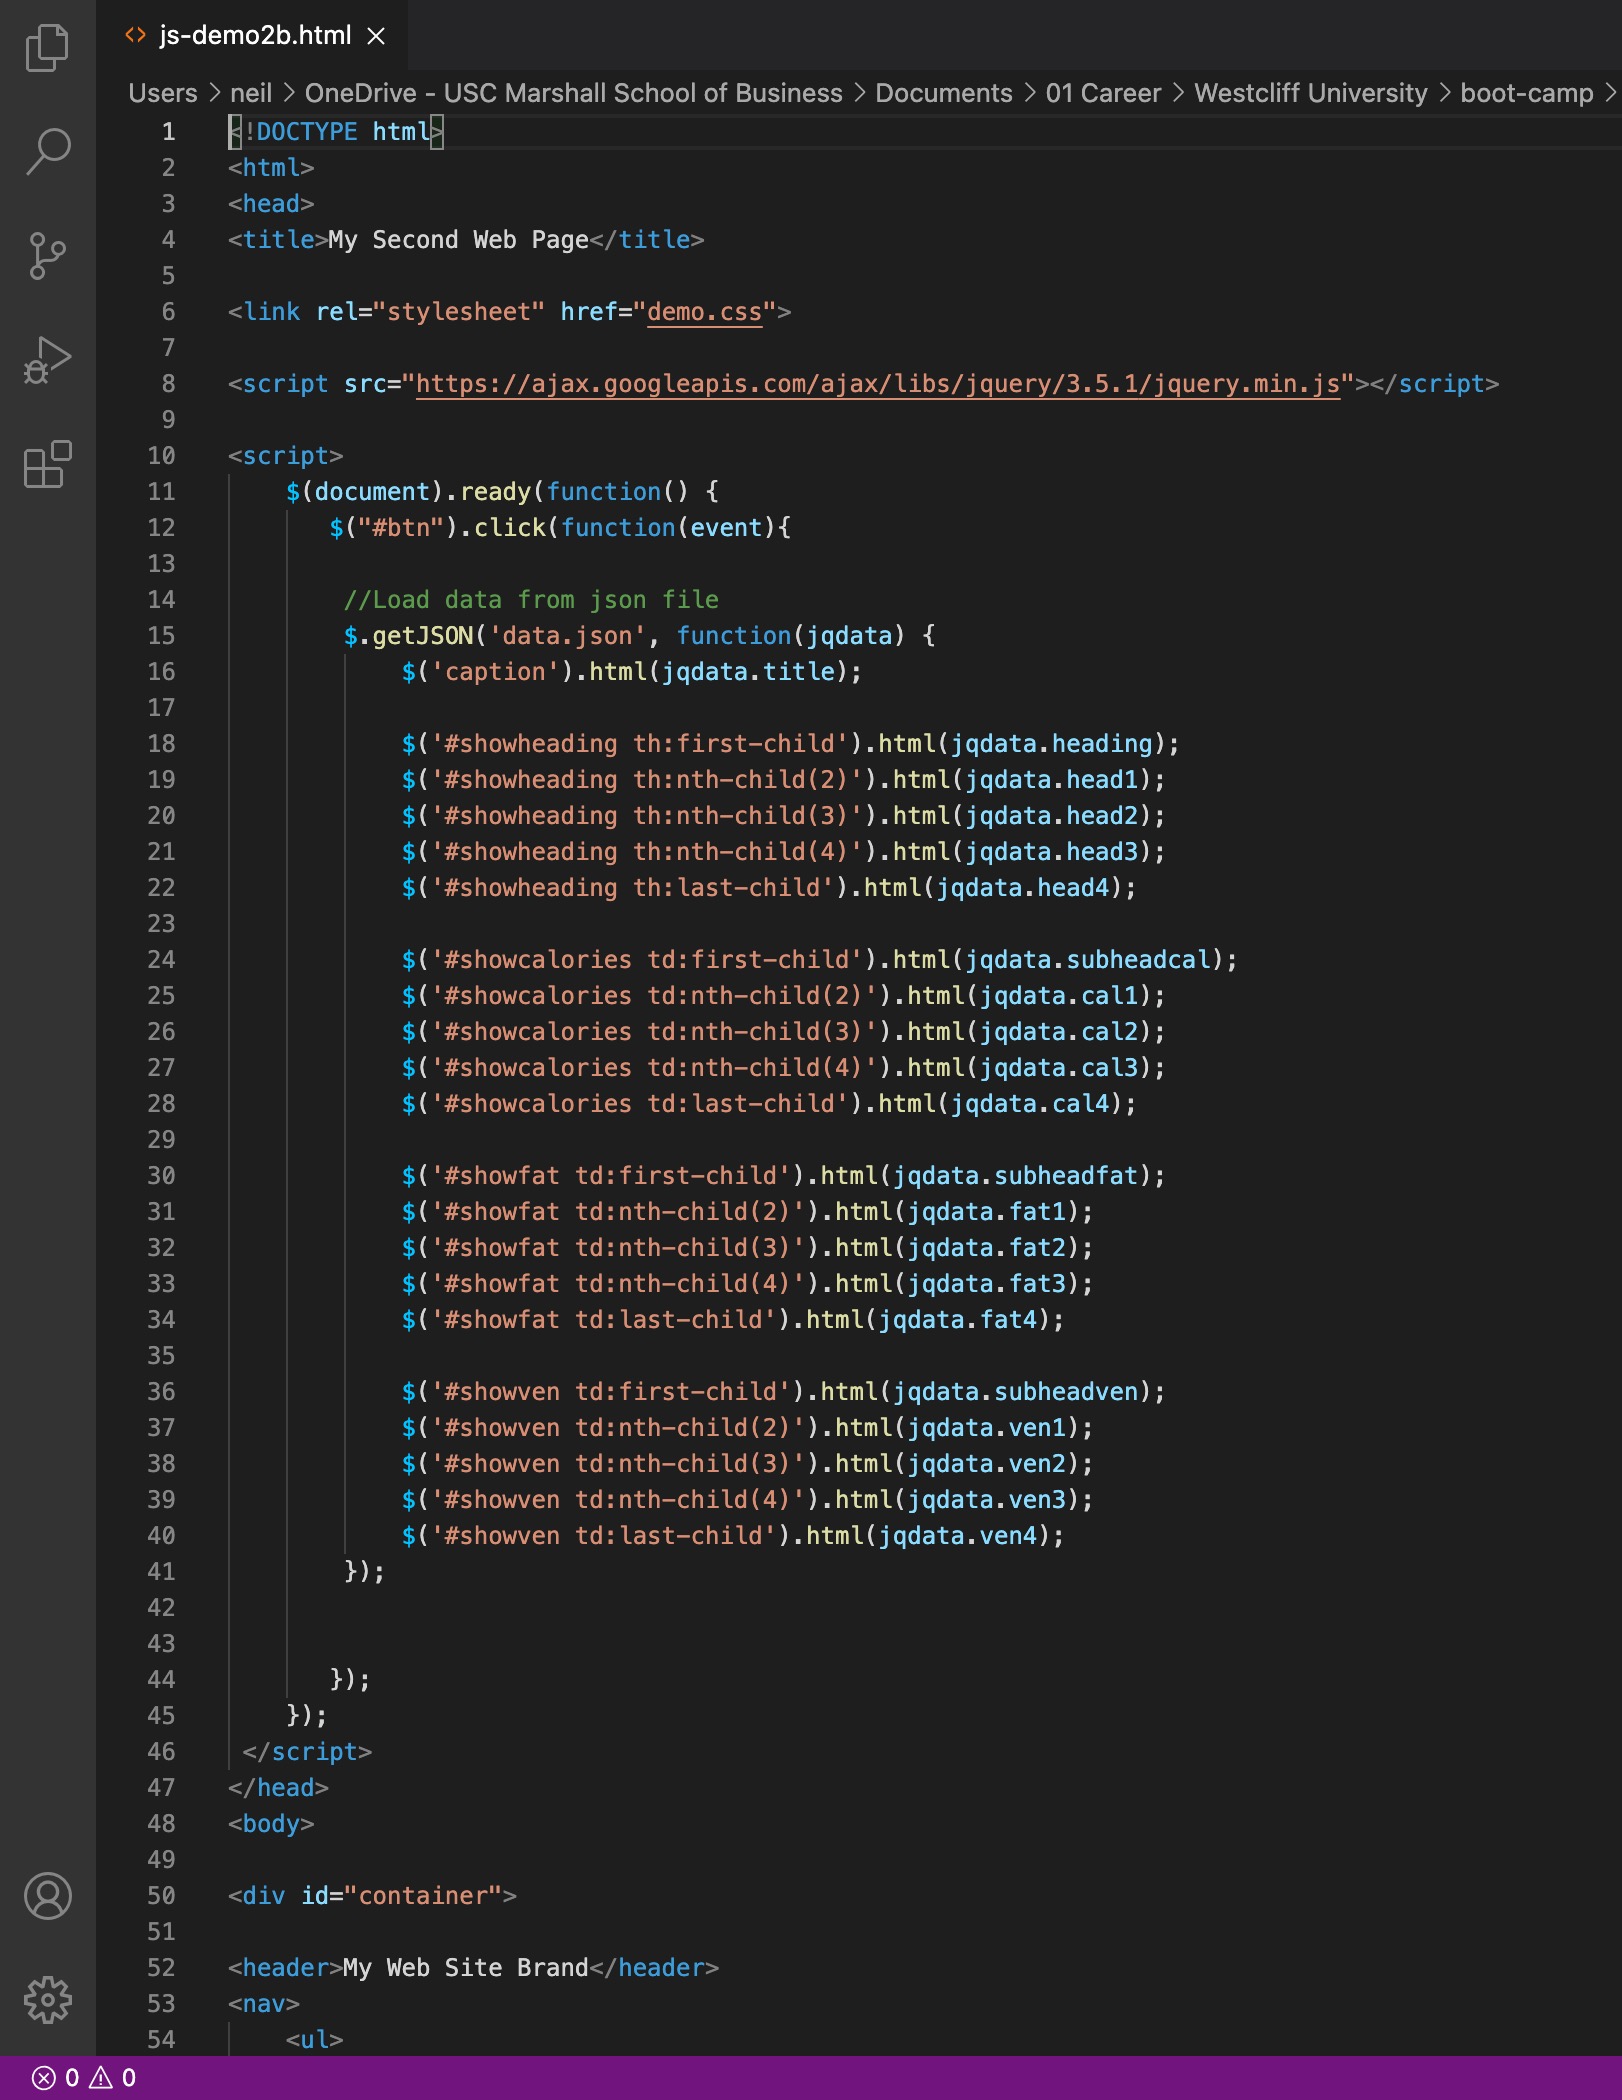 js-demo2b.html
Users > neil > OneDrive - USC Marshall School of Business > Documents > 01 Career > Westcliff University > boot-camp >
1 <!DOCTYPE html>
2 <html>
3 <head>
4 <title>My Second Web Page</title>
5
6 <link rel="stylesheet" href="demo.css">
7
8 <script src="https://ajax.googleapis.com/ajax/libs/jquery/3.5.1/jquery.min.js"></script>
9
10 <script>
11 $(document).ready(function() {
12 $("#btn").click(function(event){
13
14 //Load data from json file
15 $.getJSON('data.json', function(jqdata) {
16 $('caption').html(jqdata.title);
17
18 $('#showheading th:first-child').html(jqdata.heading);
19 $('#showheading th:nth-child(2)').html(jqdata.head1);
20 $('#showheading th:nth-child(3)').html(jqdata.head2);
21 $('#showheading th:nth-child(4)').html(jqdata.head3);
22 $('#showheading th:last-child').html(jqdata.head4);
23
24 $('#showcalories td:first-child').html(jqdata.subheadcal);
25 $('#showcalories td:nth-child(2)').html(jqdata.cal1);
26 $('#showcalories td:nth-child(3)').html(jqdata.cal2);
27 $('#showcalories td:nth-child(4)').html(jqdata.cal3);
28 $('#showcalories td:last-child').html(jqdata.cal4);
29
30 $('#showfat td:first-child').html(jqdata.subheadfat);
31 $('#showfat td:nth-child(2)').html(jqdata.fat1);
32 $('#showfat td:nth-child(3)').html(jqdata.fat2);
33 $('#showfat td:nth-child(4)').html(jqdata.fat3);
34 $('#showfat td:last-child').html(jqdata.fat4);
35
36 $('#showven td:first-child').html(jqdata.subheadven);
37 $('#showven td:nth-child(2)').html(jqdata.ven1);
38 $('#showven td:nth-child(3)').html(jqdata.ven2);
39 $('#showven td:nth-child(4)').html(jqdata.ven3);
40 $('#showven td:last-child').html(jqdata.ven4);
41 });
42
43
44 });
45 });
46 </script>
47 </head>
48 <body>
49
50 <div id="container">
51
52 <header>My Web Site Brand</header>
53 <nav>
54 <ul>
0 0